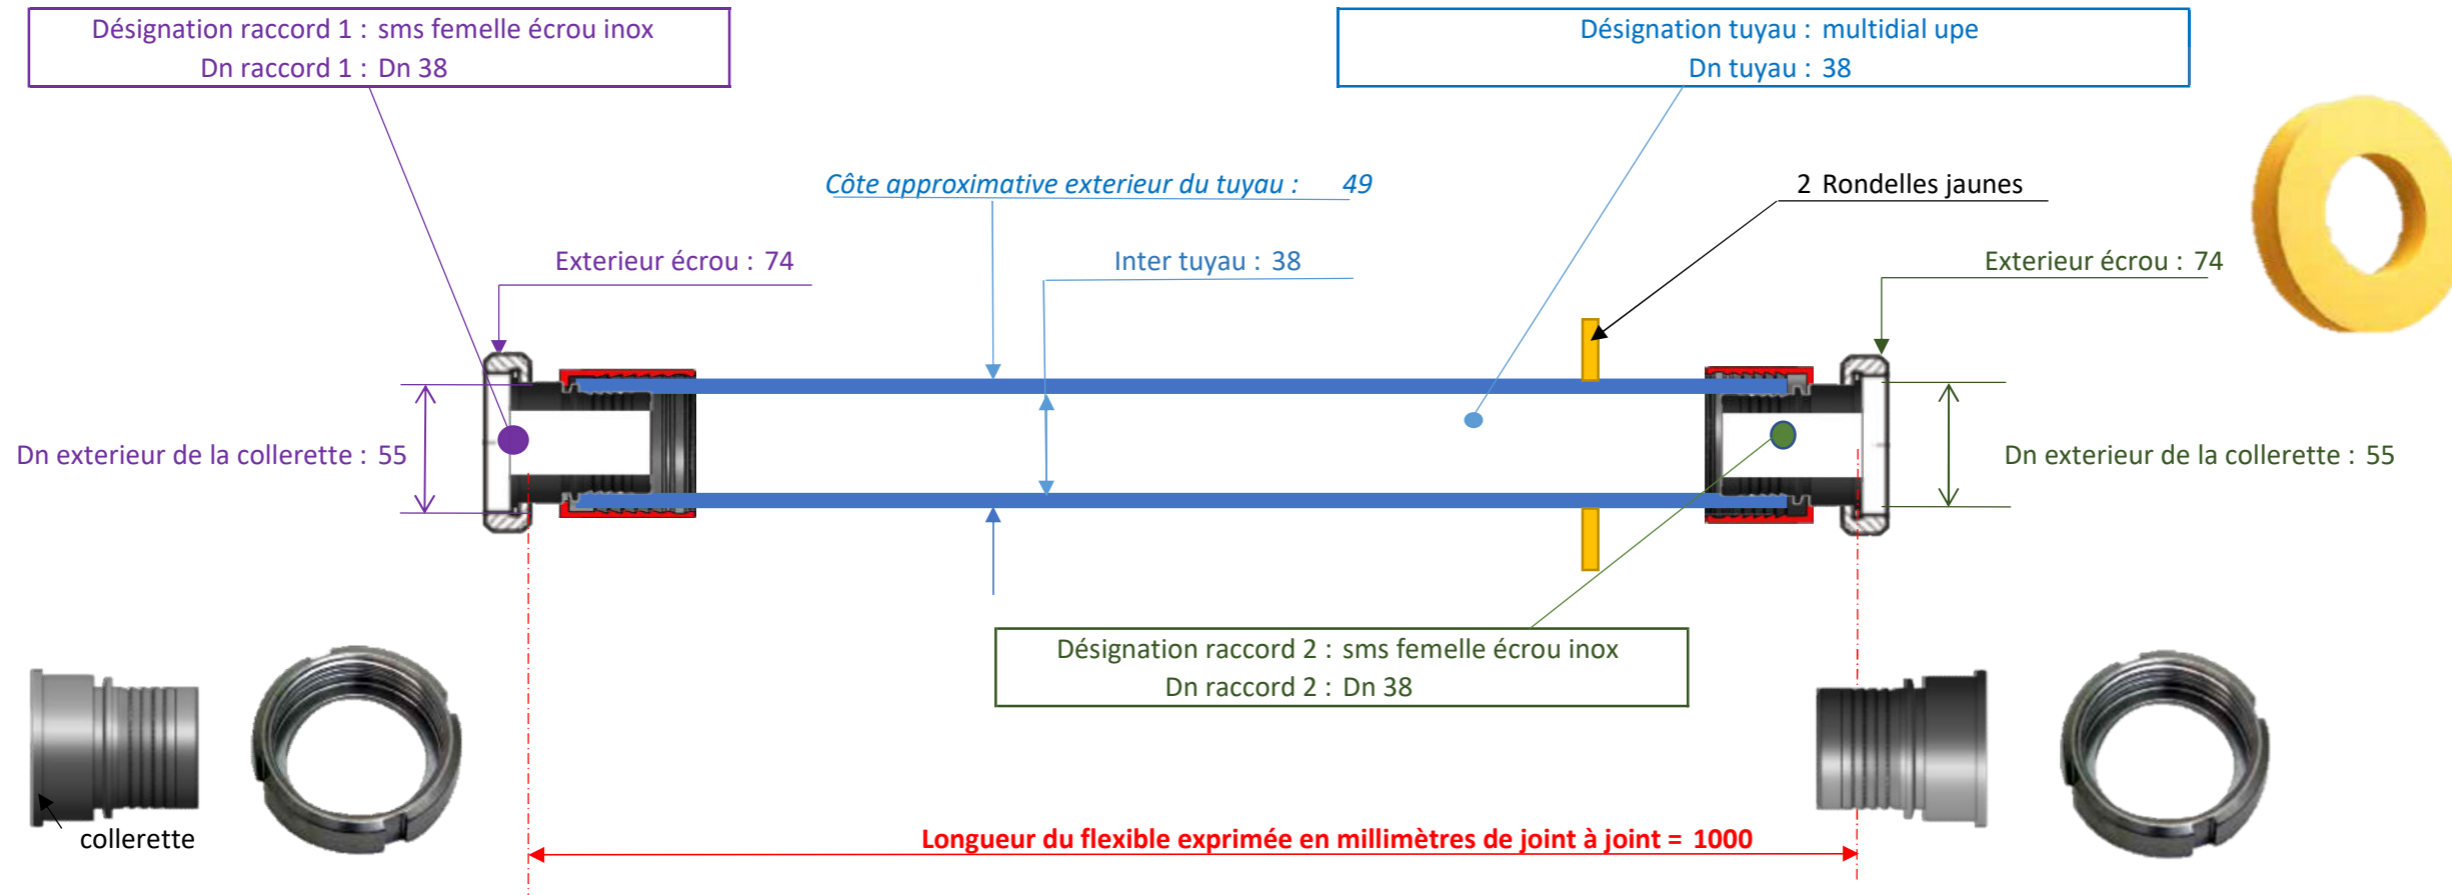 Désignation raccord 1 : sms femelle écrou inox
Dn raccord 1 : Dn 38
Désignation tuyau : multidial upe
Dn tuyau : 38
Côte approximative exterieur du tuyau : 49
2 Rondelles jaunes
Exterieur écrou : 74
Inter tuyau : 38
Exterieur écrou : 74
Dn exterieur de la collerette : 55
Dn exterieur de la collerette : 55
Désignation raccord 2 : sms femelle écrou inox
Dn raccord 2 : Dn 38
collerette
Longueur du flexible exprimée en millimètres de joint à joint = 1000